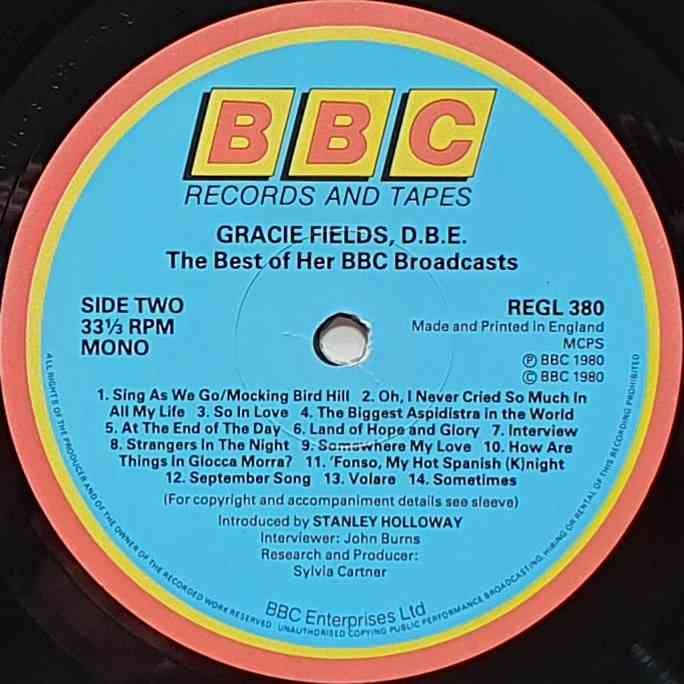 BBC
RECORDS AND TAPES
GRACIE FIELDS, D.B.E.
The Best of Her BBC Broadcasts
SIDE TWO
33⅓ RPM
MONO
REGL 380
Made and Printed in England
MCPS
Ⓟ BBC 1980
© BBC 1980
1. Sing As We Go/Mocking Bird Hill 2. Oh, I Never Cried So Much In
All My Life 3. So In Love 4. The Biggest Aspidistra in the World
5. At The End of The Day 6. Land of Hope and Glory 7. Interview
8. Strangers In The Night 9. Somewhere My Love 10. How Are
Things In Glocca Morra? 11. 'Fonso, My Hot Spanish (K)night
12. September Song 13. Volare 14. Sometimes
(For copyright and accompaniment details see sleeve)
Introduced by STANLEY HOLLOWAY
Interviewer: John Burns
Research and Producer:
Sylvia Cartner
BBC Enterprises Ltd
ALL RIGHTS OF THE PRODUCER AND OF THE OWNER OF THE RECORDED WORK RESERVED. UNAUTHORISED COPYING PUBLIC PERFORMANCE BROADCASTING, HIRING OR RENTAL OF THIS RECORDING PROHIBITED